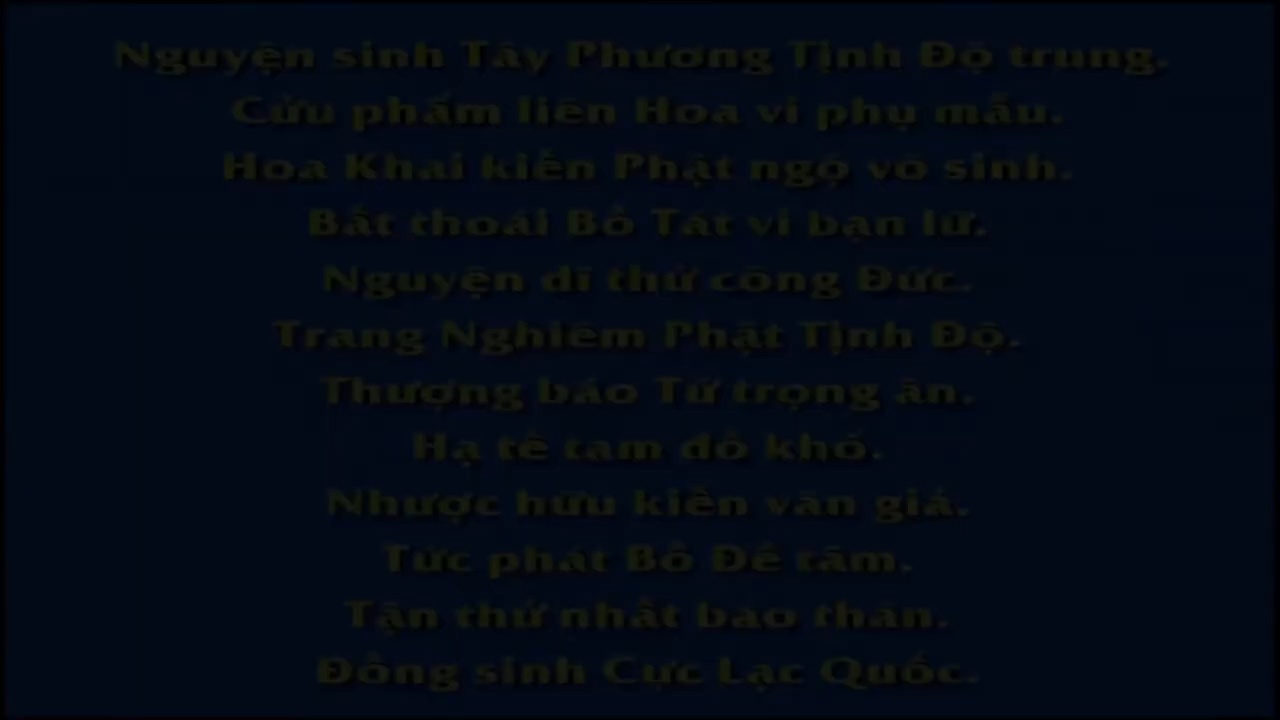 Nguyện sinh Tây Phương Tịnh Độ trung.
Cửu phẩm liên Hoa vi phụ mẫu.
Hoa Khai kiến Phật ngộ vô sinh.
Bất thoái Bồ Tát vi bạn lữ.
Nguyện dĩ thử công Đức.
Trang Nghiêm Phật Tịnh Độ.
Thượng báo Tứ trọng ân.
Hạ tế tam đồ khổ.
Nhược hữu kiến văn giả.
Tức phát Bồ Đề tâm.
Tận thử nhất báo thân.
Đồng sinh Cực Lạc Quốc.